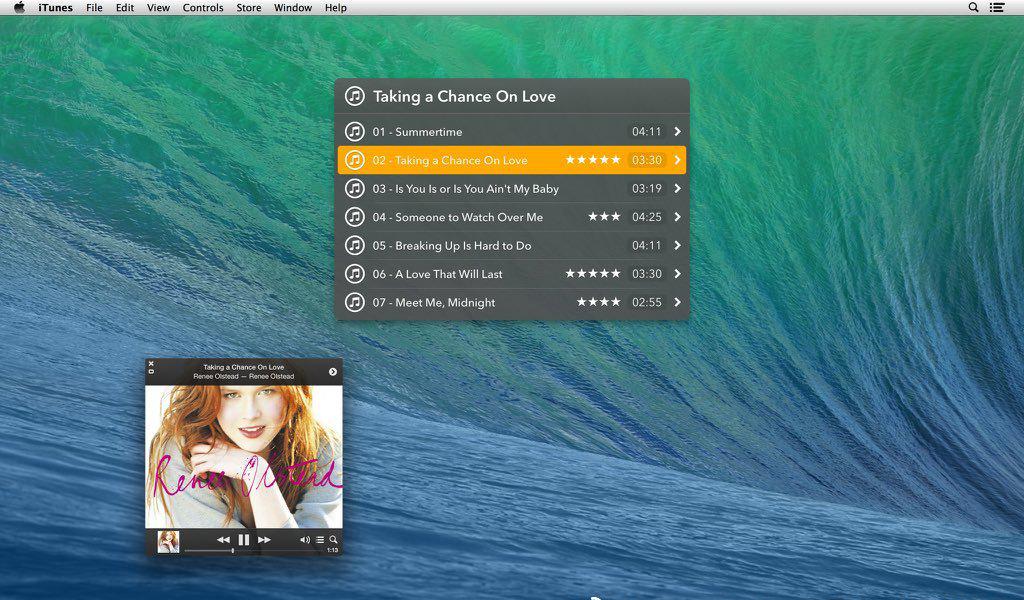 iTunes File Edit View Controls Store Window Help
Taking a Chance On Love
01 - Summertime 04:11
02 - Taking a Chance On Love ★★★★★ 03:30
03 - Is You Is or Is You Ain't My Baby 03:19
04 - Someone to Watch Over Me ★★★ 04:25
05 - Breaking Up Is Hard to Do 04:11
06 - A Love That Will Last ★★★★★ 03:30
07 - Meet Me, Midnight ★★★★ 02:55
Taking a Chance On Love
Renee Olstead — Renee Olstead
Renee Olstead
1:13